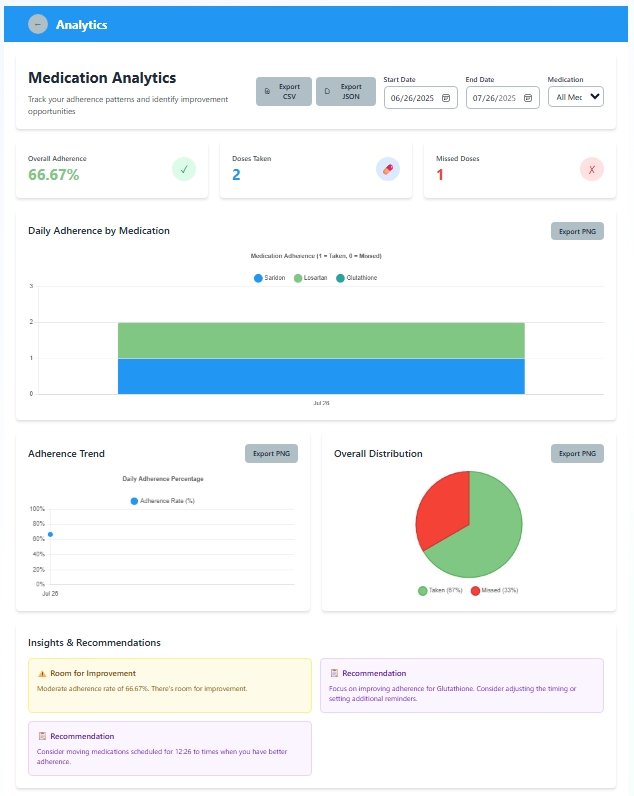 ← Analytics
Medication Analytics
Track your adherence patterns and identify improvement
opportunities
Export
CSV
Export
JSON
Start Date
06/26/2025
End Date
07/26/2025
Medication
All Mec
Overall Adherence
66.67%
✓
Doses Taken
2
Missed Doses
1
✗
Daily Adherence by Medication
Export PNG
Medication Adherence (1 = Taken, 0 = Missed)
Saridon Losartan Glutathione
3
2
1
0
Jul 26
Adherence Trend
Export PNG
Daily Adherence Percentage
Adherence Rate (%)
100%
80%
60%
40%
20%
0%
Jul 26
Overall Distribution
Export PNG
Taken (67%) Missed (33%)
Insights & Recommendations
Room for Improvement
Moderate adherence rate of 66.67%. There's room for improvement.
Recommendation
Focus on improving adherence for Glutathione. Consider adjusting the timing or
setting additional reminders.
Recommendation
Consider moving medications scheduled for 12:26 to times when you have better
adherence.